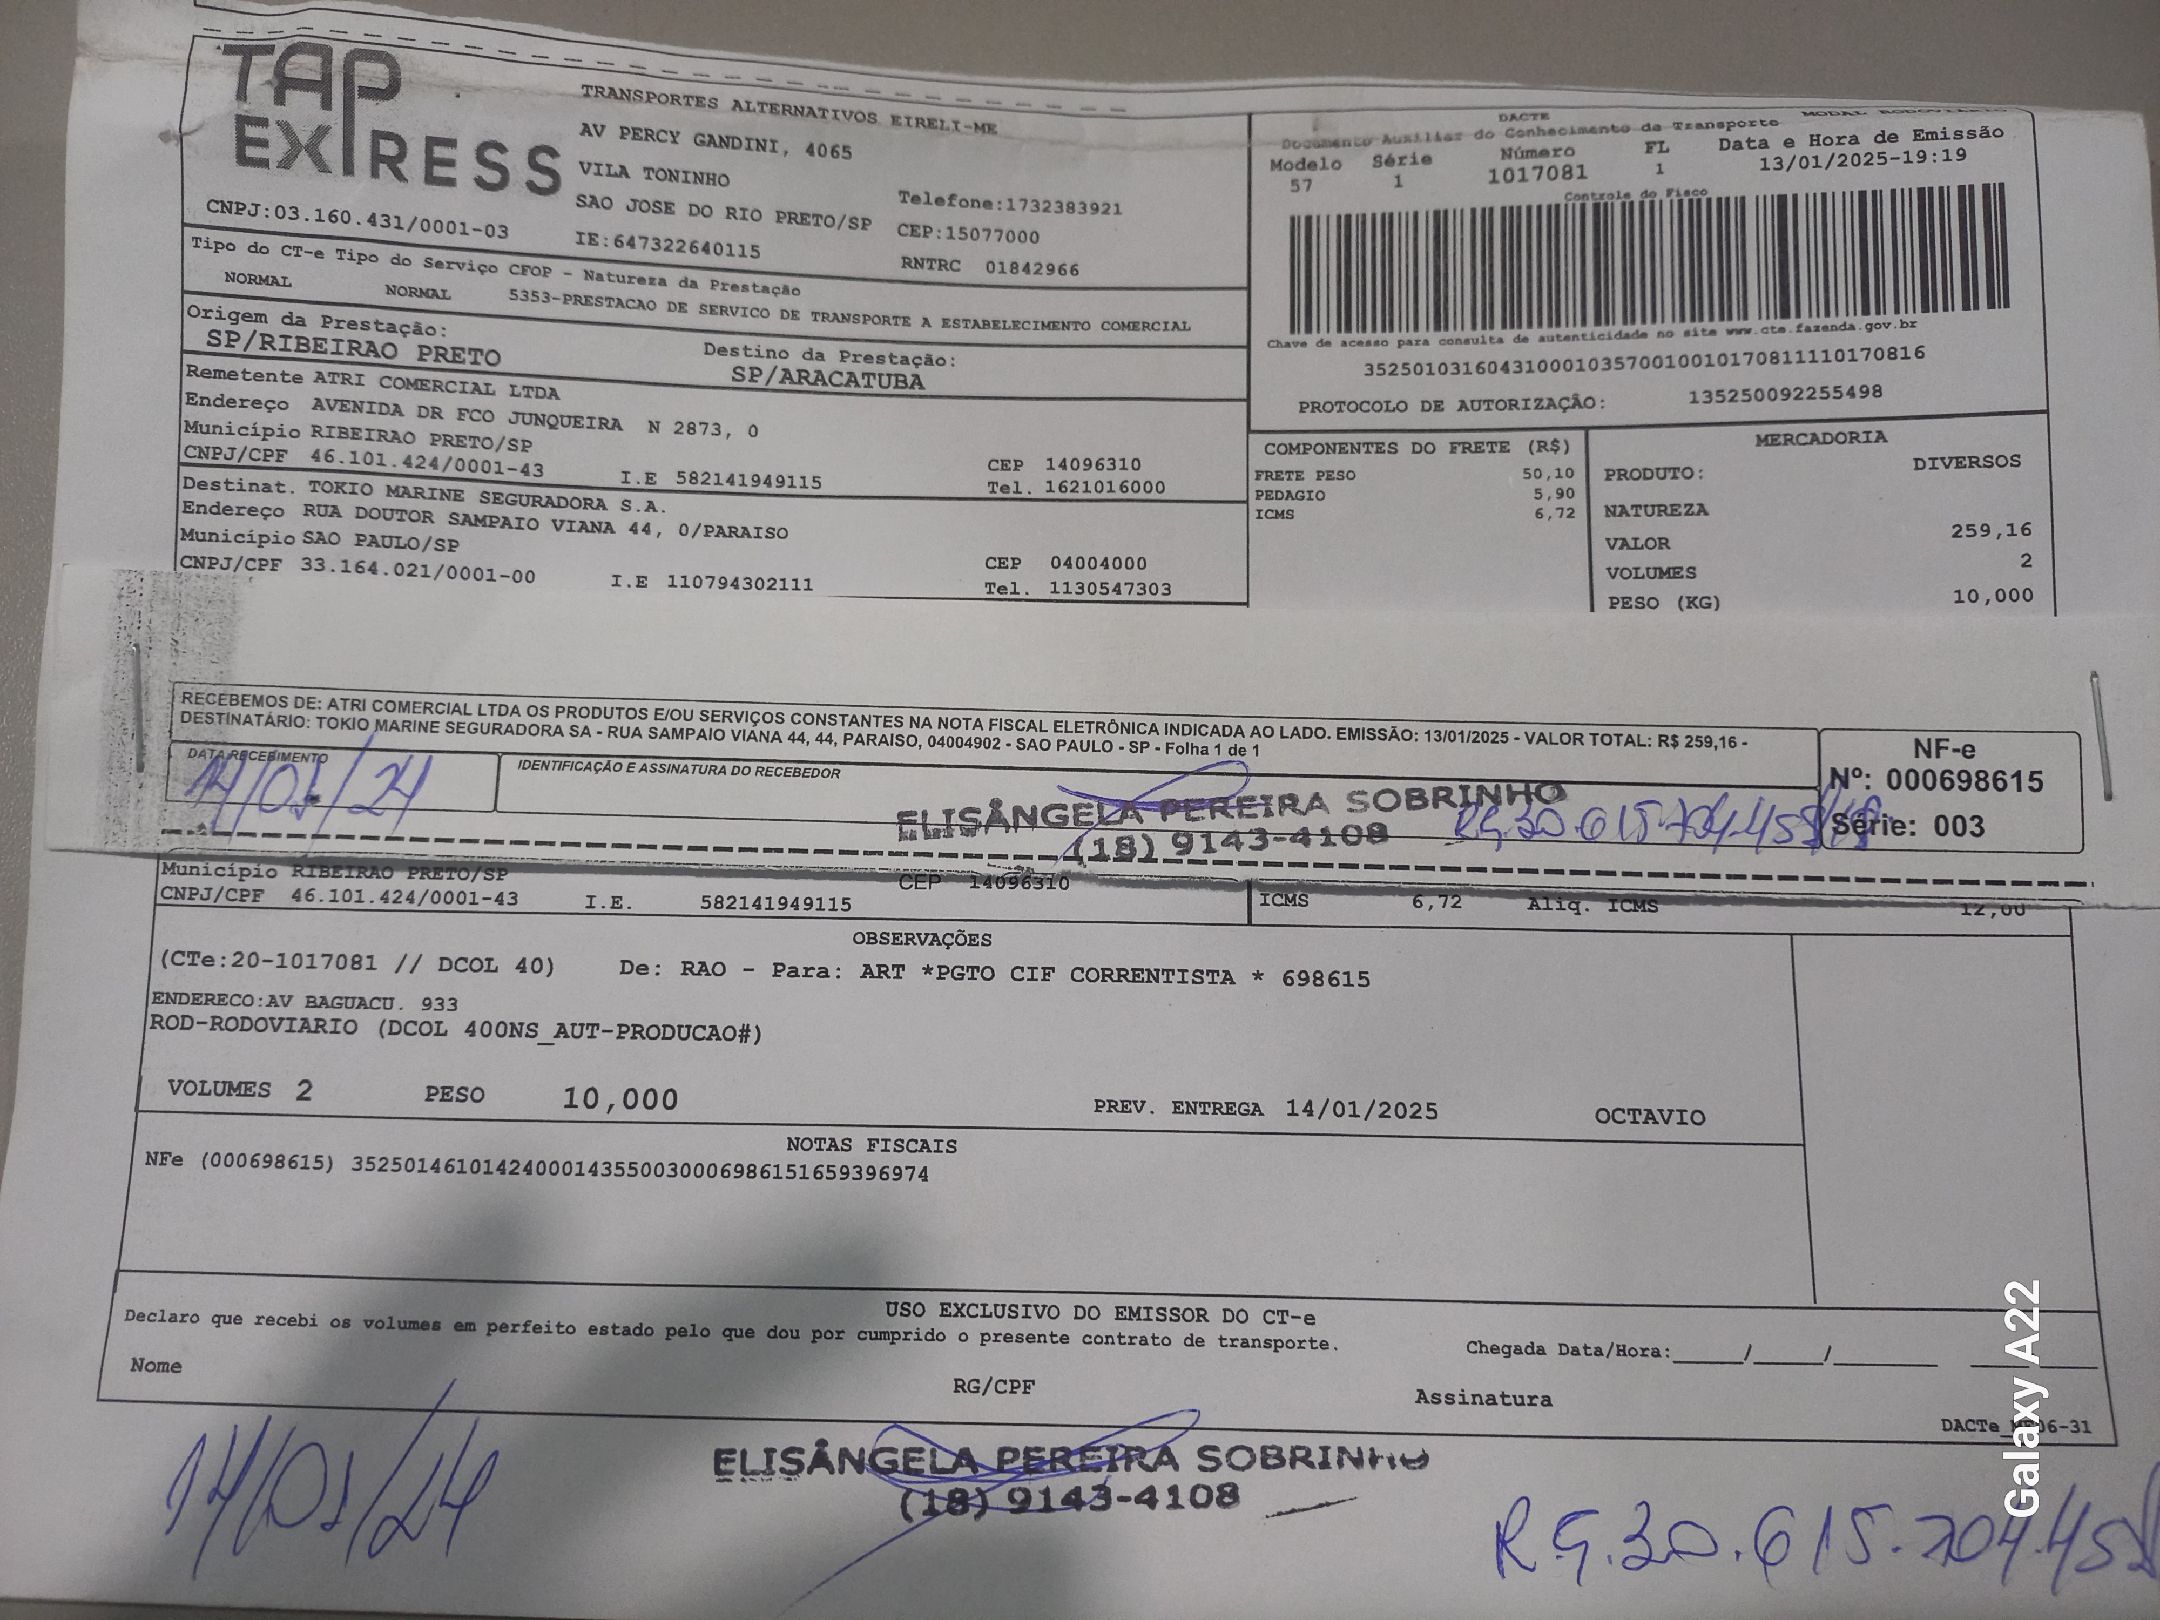 TAP EXPRESS
TRANSPORTES ALTERNATIVOS EIRELI-ME
AV PERCY GANDINI, 4065
VILA TONINHO
SAO JOSE DO RIO PRETO/SP
Telefone:1732383921
CEP:15077000
CNPJ:03.160.431/0001-03
IE:647322640115
RNTRC 01842966
Tipo do CT-e Tipo do Serviço CFOP - Natureza da Prestação
NORMAL NORMAL 5353-PRESTACAO DE SERVICO DE TRANSPORTE A ESTABELECIMENTO COMERCIAL
Origem da Prestação:
SP/RIBEIRAO PRETO
Destino da Prestação:
SP/ARACATUBA
Remetente ATRI COMERCIAL LTDA
Endereço AVENIDA DR FCO JUNQUEIRA N 2873, 0
Município RIBEIRAO PRETO/SP
CEP 14096310
CNPJ/CPF 46.101.424/0001-43 I.E 582141949115 Tel. 1621016000
Destinat. TOKIO MARINE SEGURADORA S.A.
Endereço RUA DOUTOR SAMPAIO VIANA 44, 0/PARAISO
Município SAO PAULO/SP
CEP 04004000
CNPJ/CPF 33.164.021/0001-00 I.E 110794302111 Tel. 1130547303
DACTE MODAL RODOVIARIO
Documento Auxiliar do Conhecimento de Transporte
Modelo Série Número FL Data e Hora de Emissão
57 1 1017081 1 13/01/2025-19:19
Controle do Fisco
Chave de acesso para consulta de autenticidade no site www.cte.fazenda.gov.br
35250103160431000103570010010170811110170816
PROTOCOLO DE AUTORIZAÇÃO: 135250092255498
COMPONENTES DO FRETE (R$)
FRETE PESO 50,10
PEDAGIO 5,90
ICMS 6,72
MERCADORIA
PRODUTO: DIVERSOS
NATUREZA
VALOR 259,16
VOLUMES 2
PESO (KG) 10,000
RECEBEMOS DE: ATRI COMERCIAL LTDA OS PRODUTOS E/OU SERVIÇOS CONSTANTES NA NOTA FISCAL ELETRÔNICA INDICADA AO LADO. EMISSÃO: 13/01/2025 - VALOR TOTAL: R$ 259,16 -
DESTINATÁRIO: TOKIO MARINE SEGURADORA SA - RUA SAMPAIO VIANA 44, 44, PARAISO, 04004902 - SAO PAULO - SP - Folha 1 de 1
NF-e
Nº: 000698615
Série: 003
DATA RECEBIMENTO
14/01/24
IDENTIFICAÇÃO E ASSINATURA DO RECEBEDOR
ELISÂNGELA PEREIRA SOBRINHO
(18) 9143-4108
Município RIBEIRAO PRETO/SP CEP 14096310
CNPJ/CPF 46.101.424/0001-43 I.E. 582141949115
ICMS 6,72 Aliq. ICMS 12,00
OBSERVAÇÕES
(CTe:20-1017081 // DCOL 40) De: RAO - Para: ART *PGTO CIF CORRENTISTA * 698615
ENDERECO:AV BAGUACU. 933
ROD-RODOVIARIO (DCOL 400NS_AUT-PRODUCAO#)
VOLUMES 2 PESO 10,000 PREV. ENTREGA 14/01/2025 OCTAVIO
NOTAS FISCAIS
NFe (000698615) 35250146101424000143550030006986151659396974
USO EXCLUSIVO DO EMISSOR DO CT-e
Declaro que recebi os volumes em perfeito estado pelo que dou por cumprido o presente contrato de transporte.
Chegada Data/Hora:_____/_____/_______
Nome RG/CPF Assinatura
14/01/24
ELISÂNGELA PEREIRA SOBRINHO
(18) 9143-4108
Galaxy A22